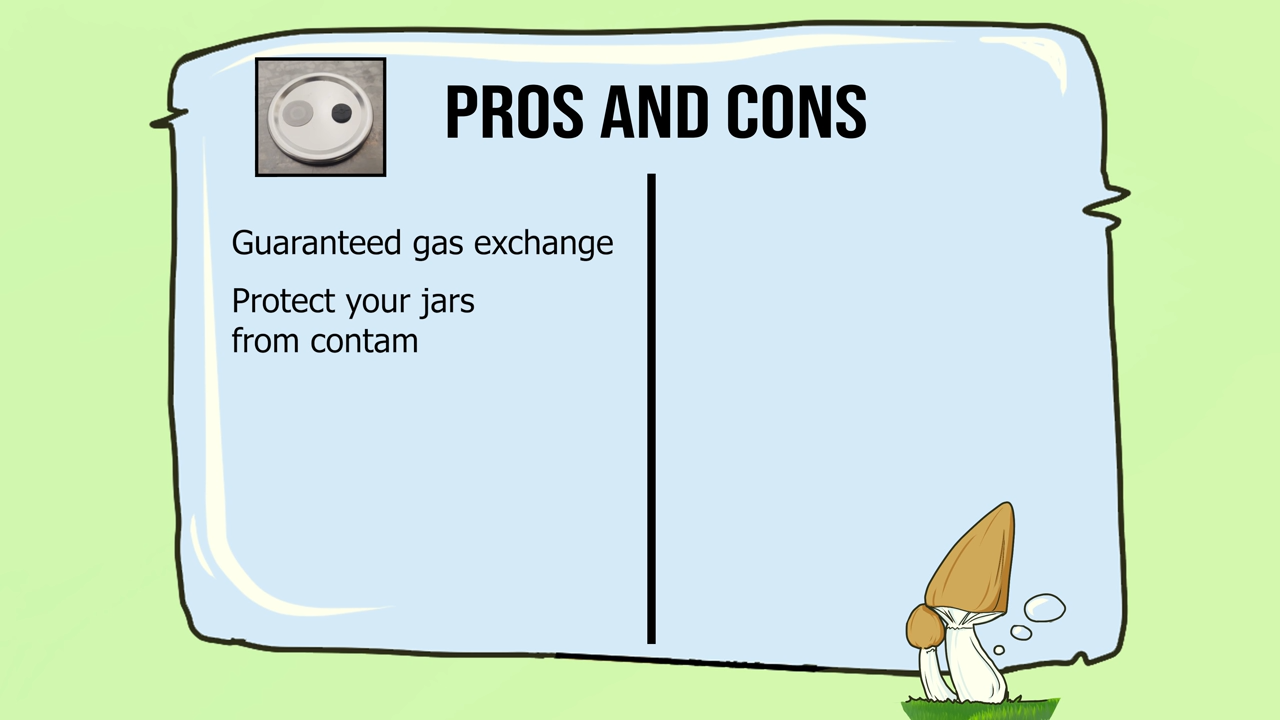 PROS AND CONS
Guaranteed gas exchange
Protect your jars
from contam